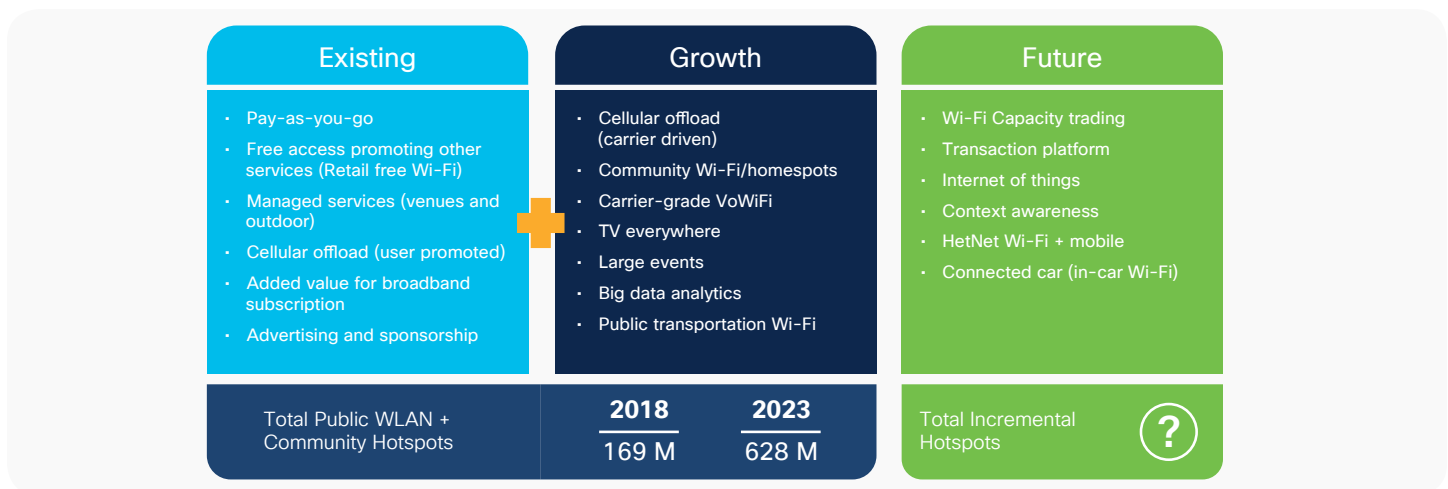 Existing
· Pay-as-you-go
· Free access promoting other
services (Retail free Wi-Fi)
· Managed services (venues and
outdoor)
· Cellular offload (user promoted)
· Added value for broadband
subscription
· Advertising and sponsorship
Growth
· Cellular offload
(carrier driven)
· Community Wi-Fi/homespots
· Carrier-grade VoWiFi
· TV everywhere
· Large events
· Big data analytics
· Public transportation Wi-Fi
Future
· Wi-Fi Capacity trading
· Transaction platform
· Internet of things
· Context awareness
· HetNet Wi-Fi + mobile
· Connected car (in-car Wi-Fi)
Total Public WLAN +
Community Hotspots
2018
169 M
2023
628 M
Total Incremental
Hotspots
?